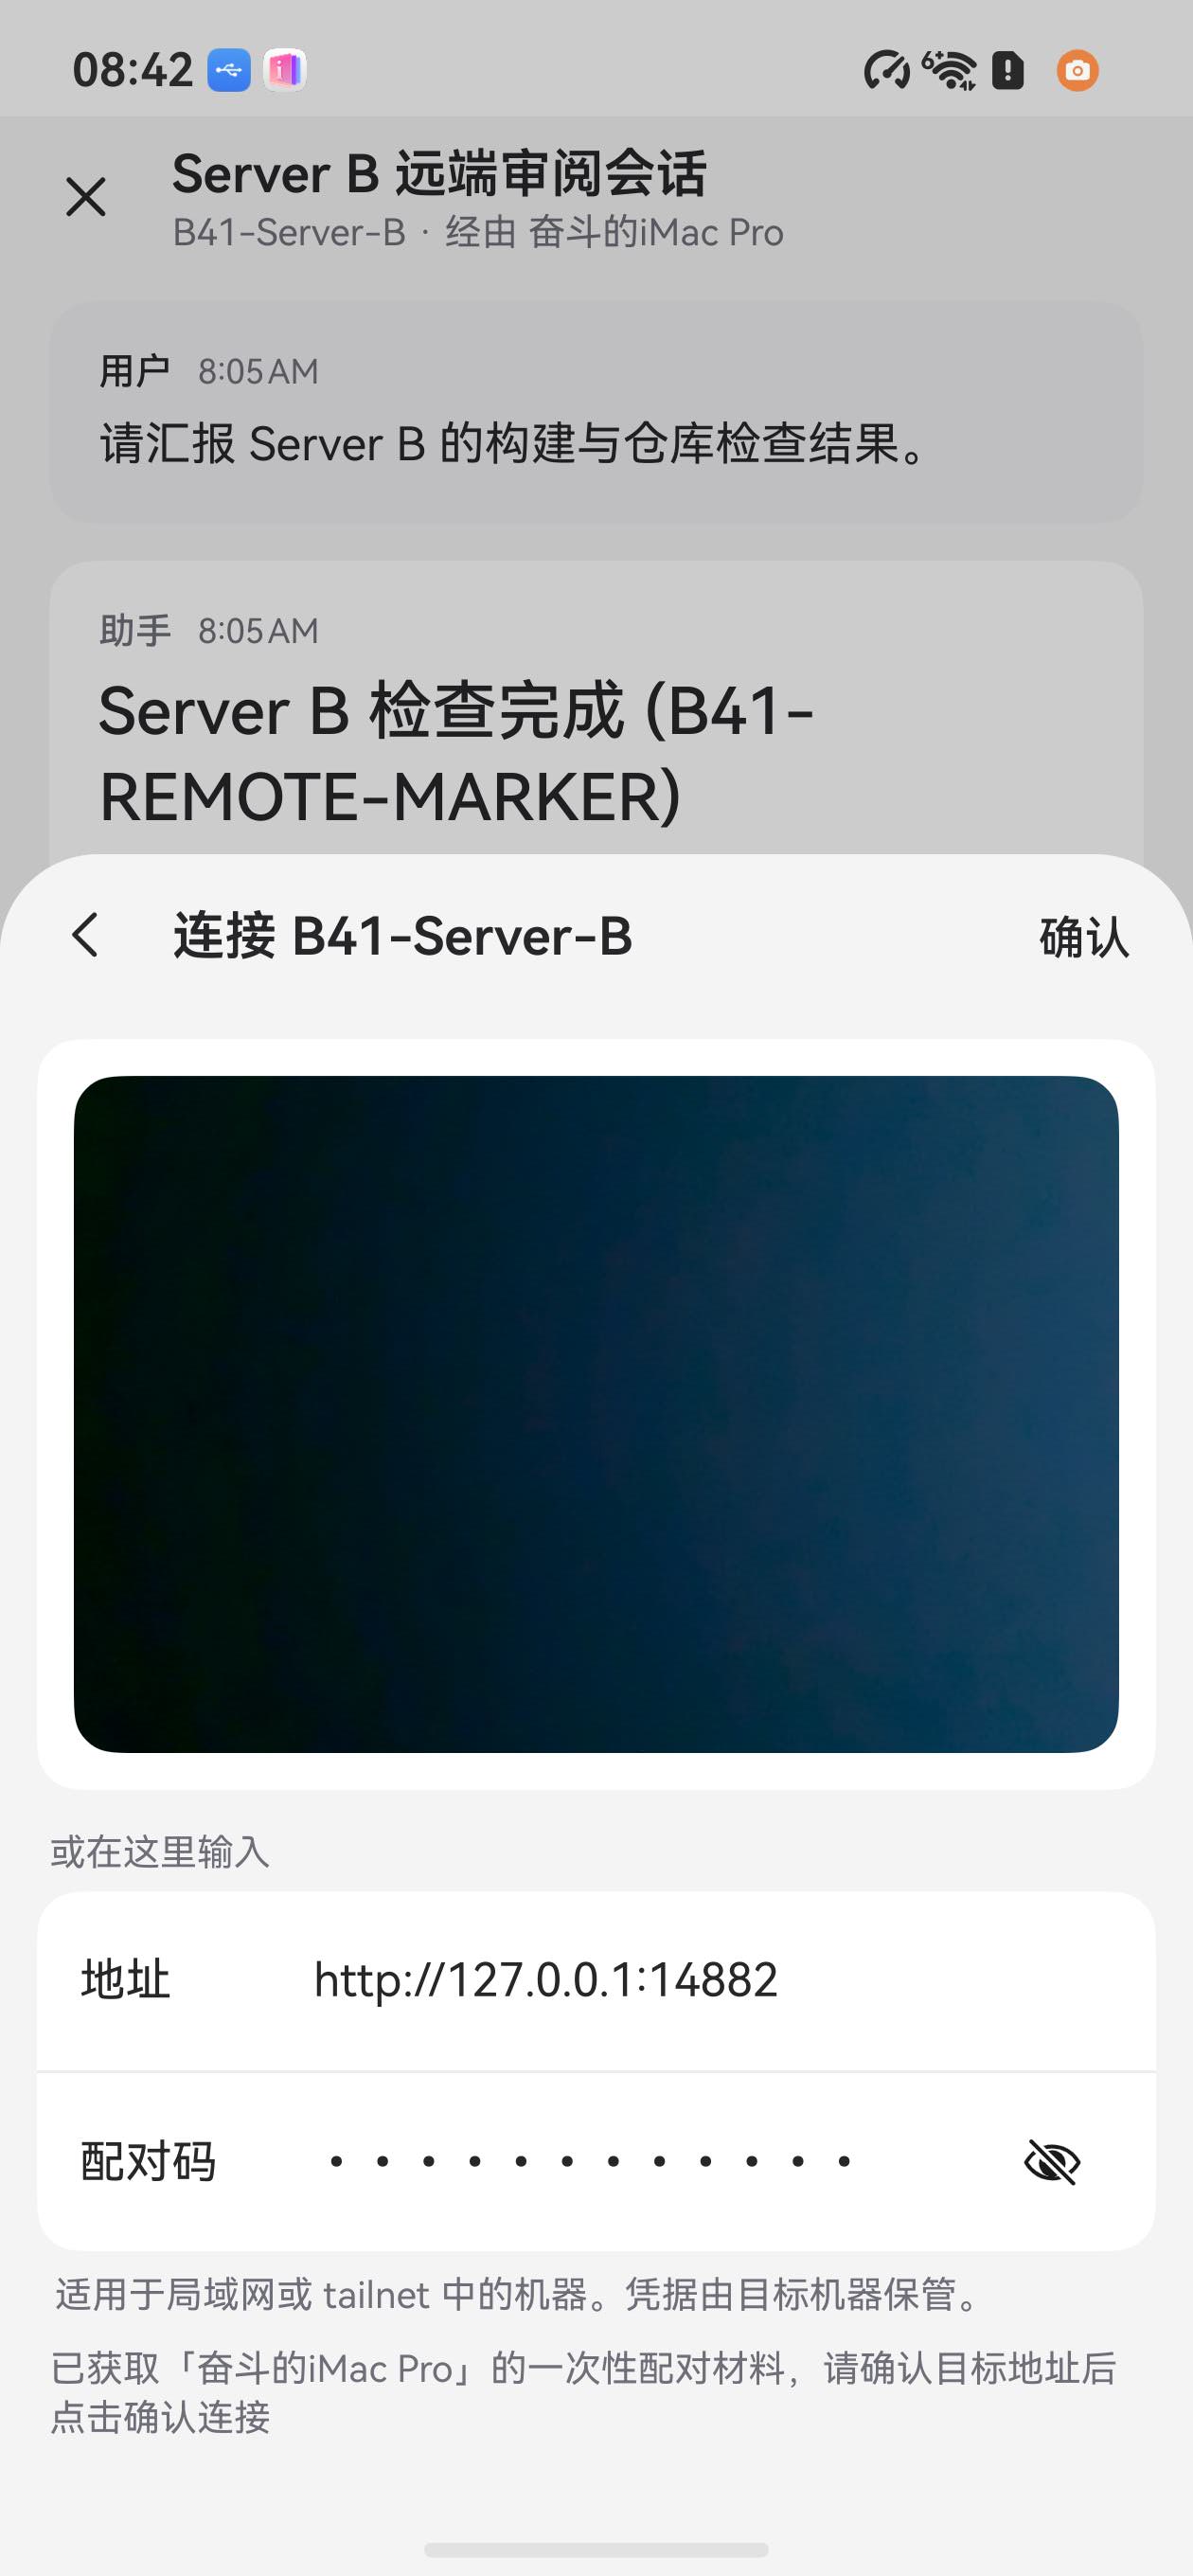 08:42
Server B 远端审阅会话
B41-Server-B · 经由 奋斗的iMac Pro
用户 8:05 AM
请汇报 Server B 的构建与仓库检查结果。
助手 8:05 AM
Server B 检查完成 (B41-
REMOTE-MARKER)
连接 B41-Server-B
确认
或在这里输入
地址 http://127.0.0.1:14882
配对码 ••••••••••••
适用于局域网或 tailnet 中的机器。凭据由目标机器保管。
已获取「奋斗的iMac Pro」的一次性配对材料，请确认目标地址后
点击确认连接